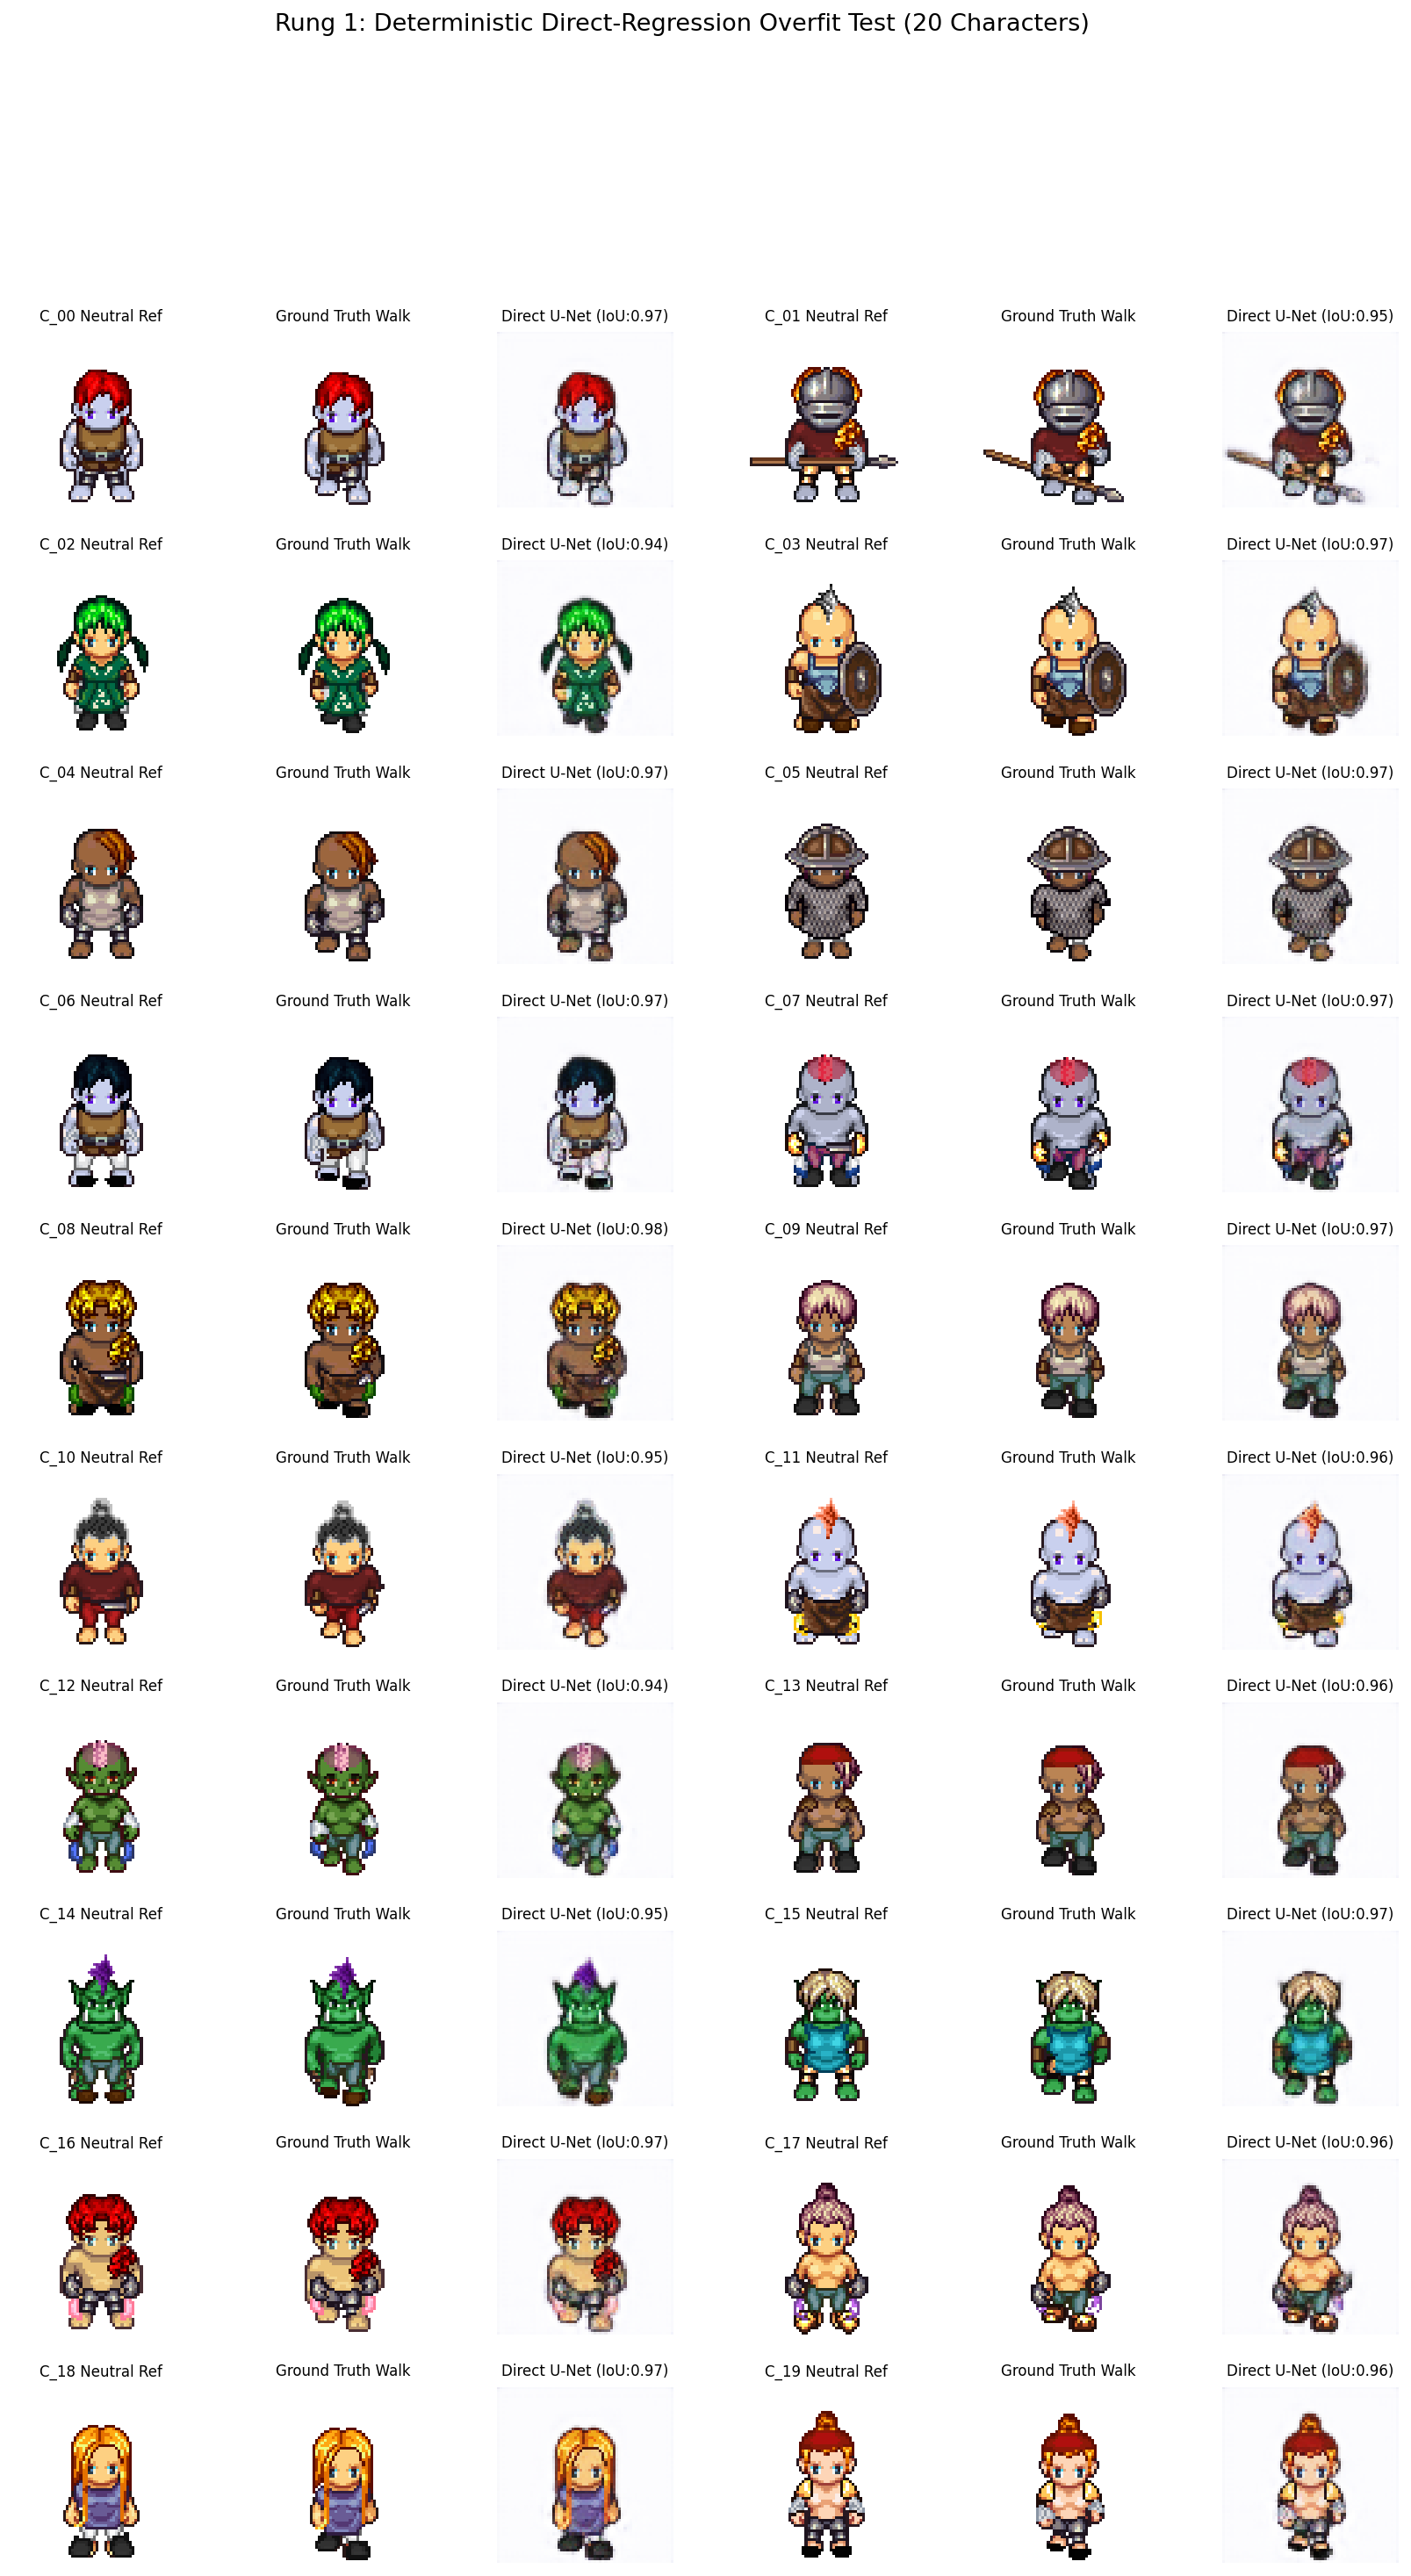 Rung 1: Deterministic Direct-Regression Overfit Test (20 Characters)
C_00 Neutral Ref Ground Truth Walk Direct U-Net (IoU:0.97) C_01 Neutral Ref Ground Truth Walk Direct U-Net (IoU:0.95)
C_02 Neutral Ref Ground Truth Walk Direct U-Net (IoU:0.94) C_03 Neutral Ref Ground Truth Walk Direct U-Net (IoU:0.97)
C_04 Neutral Ref Ground Truth Walk Direct U-Net (IoU:0.97) C_05 Neutral Ref Ground Truth Walk Direct U-Net (IoU:0.97)
C_06 Neutral Ref Ground Truth Walk Direct U-Net (IoU:0.97) C_07 Neutral Ref Ground Truth Walk Direct U-Net (IoU:0.97)
C_08 Neutral Ref Ground Truth Walk Direct U-Net (IoU:0.98) C_09 Neutral Ref Ground Truth Walk Direct U-Net (IoU:0.97)
C_10 Neutral Ref Ground Truth Walk Direct U-Net (IoU:0.95) C_11 Neutral Ref Ground Truth Walk Direct U-Net (IoU:0.96)
C_12 Neutral Ref Ground Truth Walk Direct U-Net (IoU:0.94) C_13 Neutral Ref Ground Truth Walk Direct U-Net (IoU:0.96)
C_14 Neutral Ref Ground Truth Walk Direct U-Net (IoU:0.95) C_15 Neutral Ref Ground Truth Walk Direct U-Net (IoU:0.97)
C_16 Neutral Ref Ground Truth Walk Direct U-Net (IoU:0.97) C_17 Neutral Ref Ground Truth Walk Direct U-Net (IoU:0.96)
C_18 Neutral Ref Ground Truth Walk Direct U-Net (IoU:0.97) C_19 Neutral Ref Ground Truth Walk Direct U-Net (IoU:0.96)